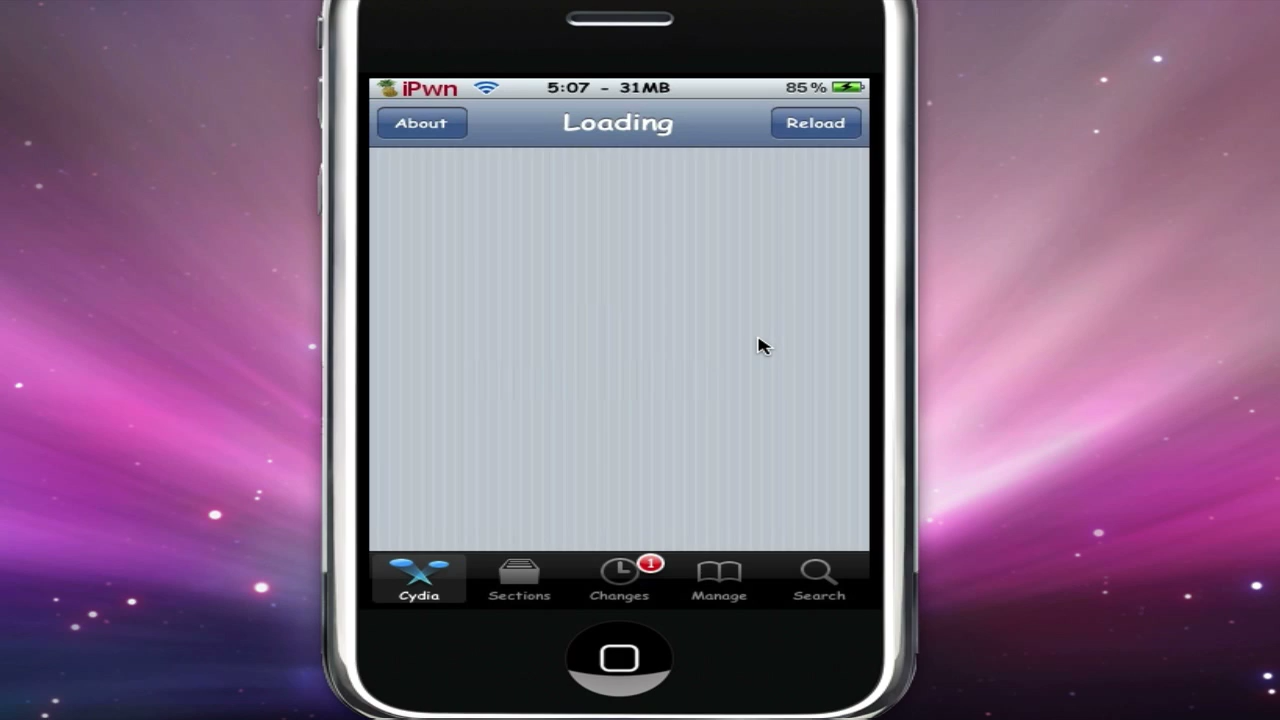 iPwn 5:07 - 31MB 85%
About Loading Reload
1
Cydia Sections Changes Manage Search